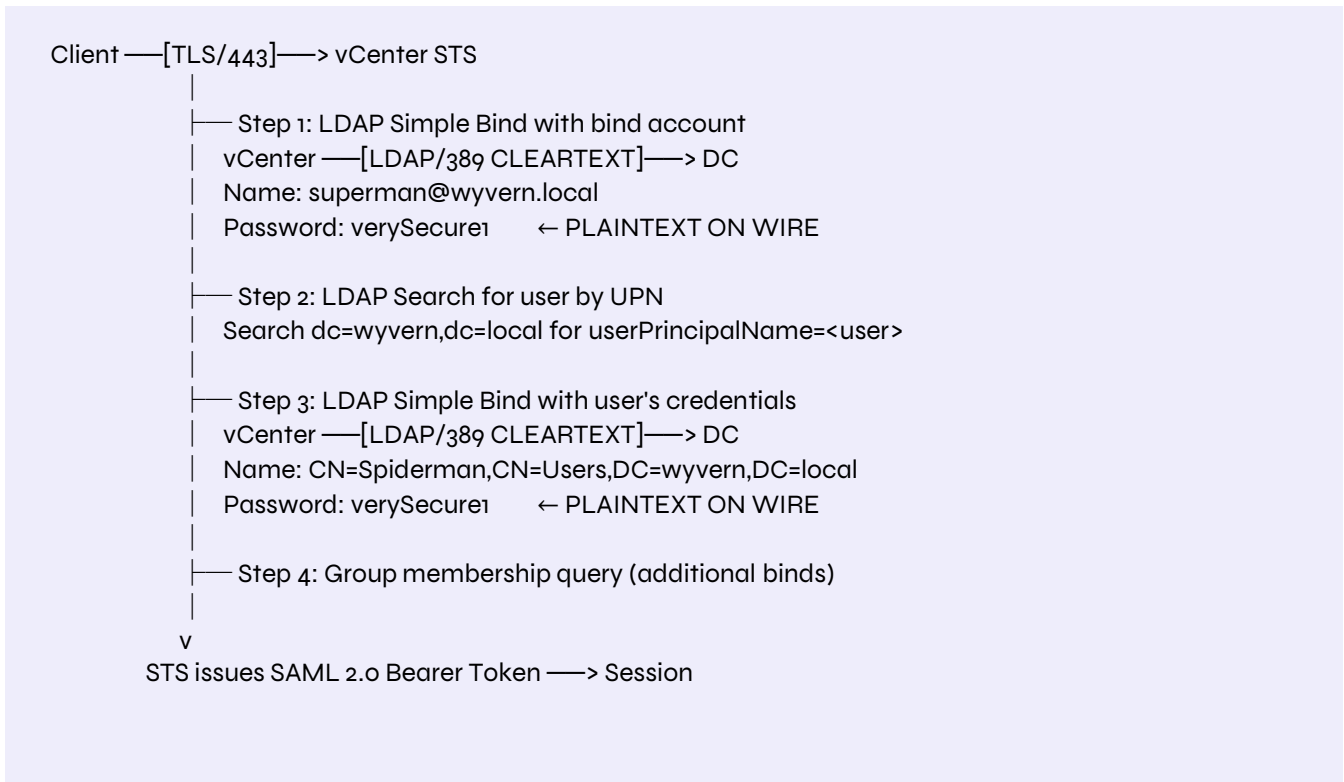 Client ——[TLS/443]——> vCenter STS
│
├── Step 1: LDAP Simple Bind with bind account
│ vCenter ——[LDAP/389 CLEARTEXT]——> DC
│ Name: superman@wyvern.local
│ Password: verySecure1 ← PLAINTEXT ON WIRE
│
├── Step 2: LDAP Search for user by UPN
│ Search dc=wyvern,dc=local for userPrincipalName=<user>
│
├── Step 3: LDAP Simple Bind with user's credentials
│ vCenter ——[LDAP/389 CLEARTEXT]——> DC
│ Name: CN=Spiderman,CN=Users,DC=wyvern,DC=local
│ Password: verySecure1 ← PLAINTEXT ON WIRE
│
├── Step 4: Group membership query (additional binds)
│
v
STS issues SAML 2.0 Bearer Token ——> Session